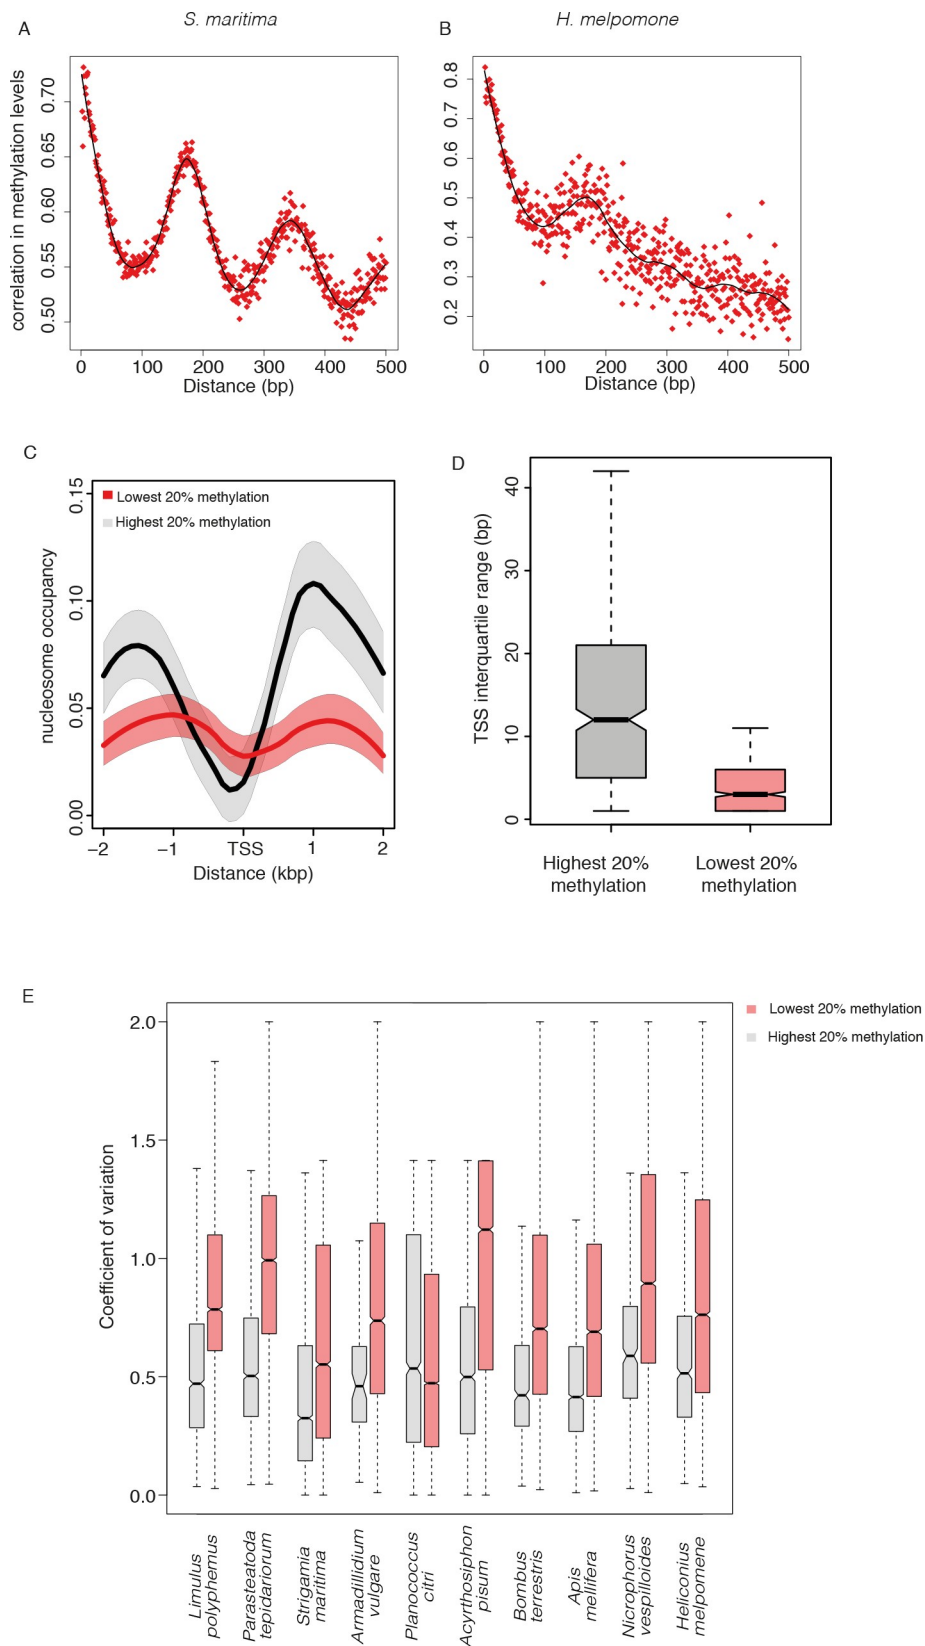 S. maritima
H. melpomone
A
B
correlation in methylation levels
0.70
0.65
0.60
0.55
0.50
0 100 200 300 400 500
Distance (bp)
0.8
0.7
0.6
0.5
0.4
0.3
0.2
0 100 200 300 400 500
Distance (bp)
C
nucleosome occupancy
0.15
0.10
0.05
0.00
Lowest 20% methylation
Highest 20% methylation
−2 −1 TSS 1 2
Distance (kbp)
D
TSS interquartile range (bp)
40
30
20
10
0
Highest 20%
methylation
Lowest 20%
methylation
E
Lowest 20% methylation
Highest 20% methylation
Coefficient of variation
2.0
1.5
1.0
0.5
0.0
Limulus
polyphemus
Parasteatoda
tepidariorum
Strigamia
maritima
Armadillidium
vulgare
Planococcus
citri
Acyrthosiphon
pisum
Bombus
terrestris
Apis
mellifera
Nicrophorus
vespilloides
Heliconius
melpomene